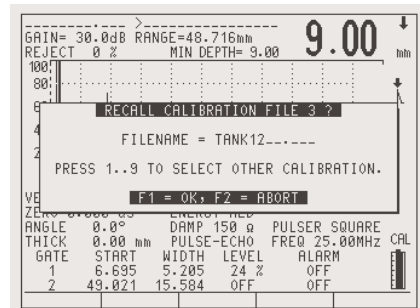 GAIN= 30.0dB RANGE=48.716mm
REJECT 0 % MIN DEPTH= 9.00
9.00 mm
100
80
RECALL CALIBRATION FILE 3 ?
FILENAME = TANK12--.---
PRESS 1..9 TO SELECT OTHER CALIBRATION.
F1 = OK, F2 = ABORT
ANGLE 0.0° DAMP 150 Ω PULSER SQUARE
THICK 0.00 mm PULSE-ECHO FREQ 25.00MHz CAL
GATE START WIDTH LEVEL ALARM
1 6.695 5.205 24 % OFF
2 49.021 15.584 OFF OFF